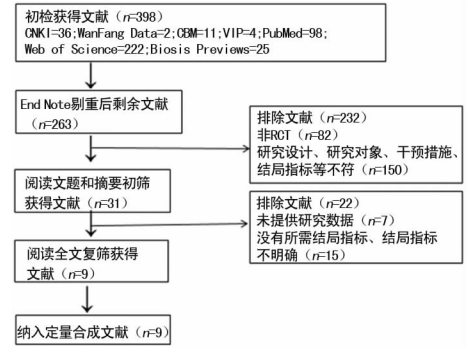 初检获得文献（n=398）
CNKI=36;WanFang Data=2;CBM=11;VIP=4;PubMed=98;
Web of Science=222;Biosis Previews=25
End Note剔重后剩余文献
（n=263）
排除文献（n=232）
非RCT（n=82）
研究设计、研究对象、干预措施、
结局指标等不符（n=150）
阅读文题和摘要初筛
获得文献（n=31）
排除文献（n=22）
未提供研究数据（n=7）
没有所需结局指标、结局指标
不明确（n=15）
阅读全文复筛获得
文献（n=9）
纳入定量合成文献（n=9）